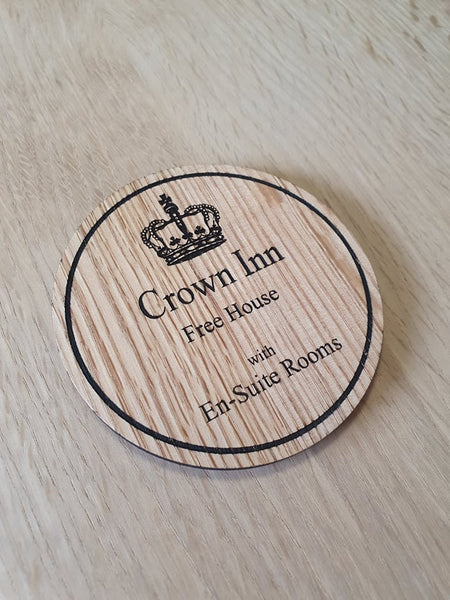 Crown Inn
Free House
with
En-Suite Rooms